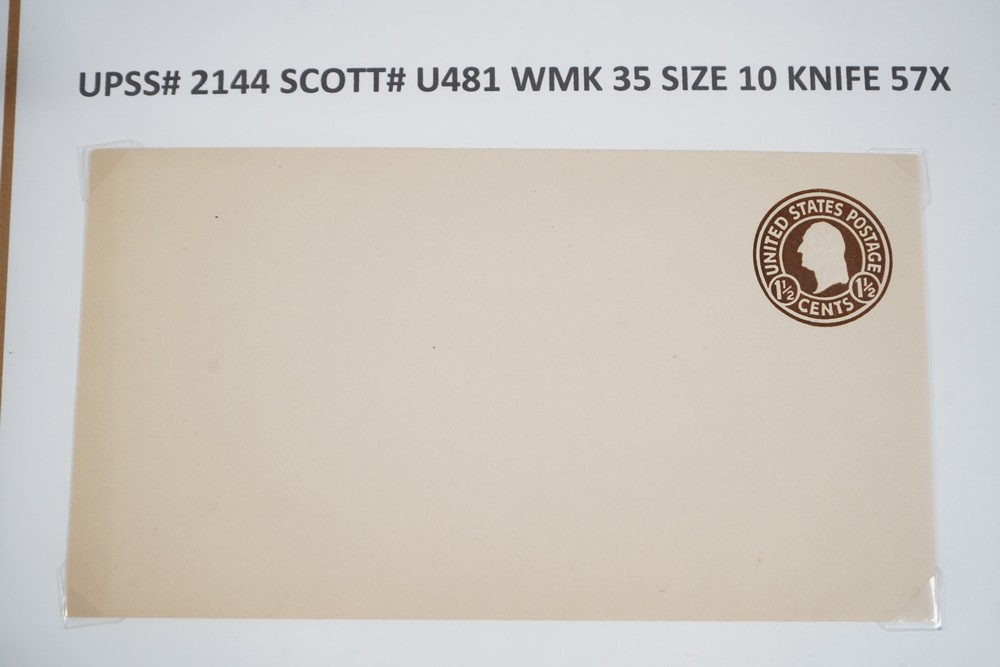 UPSS# 2144 SCOTT# U481 WMK 35 SIZE 10 KNIFE 57X
UNITED STATES POSTAGE
1½ CENTS 1½